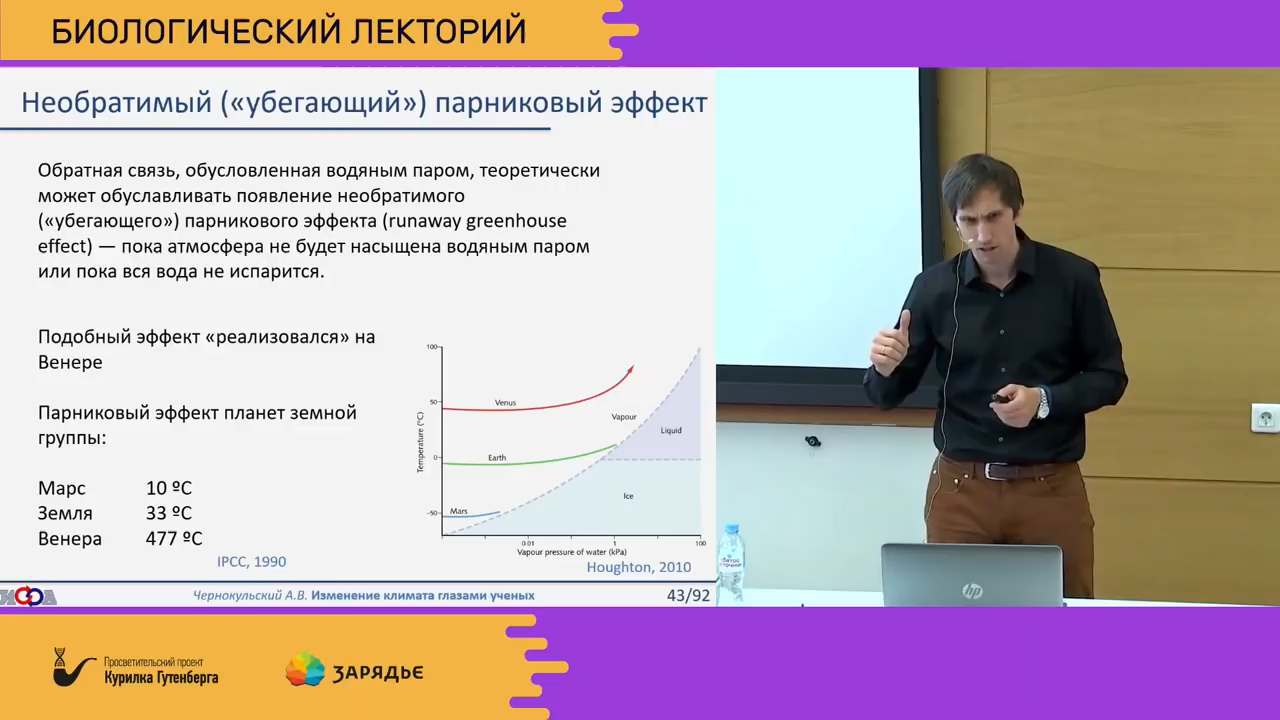 БИОЛОГИЧЕСКИЙ ЛЕКТОРИЙ
Необратимый («убегающий») парниковый эффект
Обратная связь, обусловленная водяным паром, теоретически
может обуславливать появление необратимого
(«убегающего») парникового эффекта (runaway greenhouse
effect) — пока атмосфера не будет насыщена водяным паром
или пока вся вода не испарится.
Подобный эффект «реализовался» на
Венере
Парниковый эффект планет земной
группы:
Марс 10 ºС
Земля 33 ºС
Венера 477 ºС
IPCC, 1990
Temperature (°C)
100
50
0
-50
Venus
Earth
Mars
Vapour
Liquid
Ice
0.01
1
100
Vapour pressure of water (kPa)
Houghton, 2010
ИФА
Чернокульский А.В. Изменение климата глазами ученых
43/92
hp
Просветительский проект
Курилка Гутенберга
ЗАРЯДЬЕ